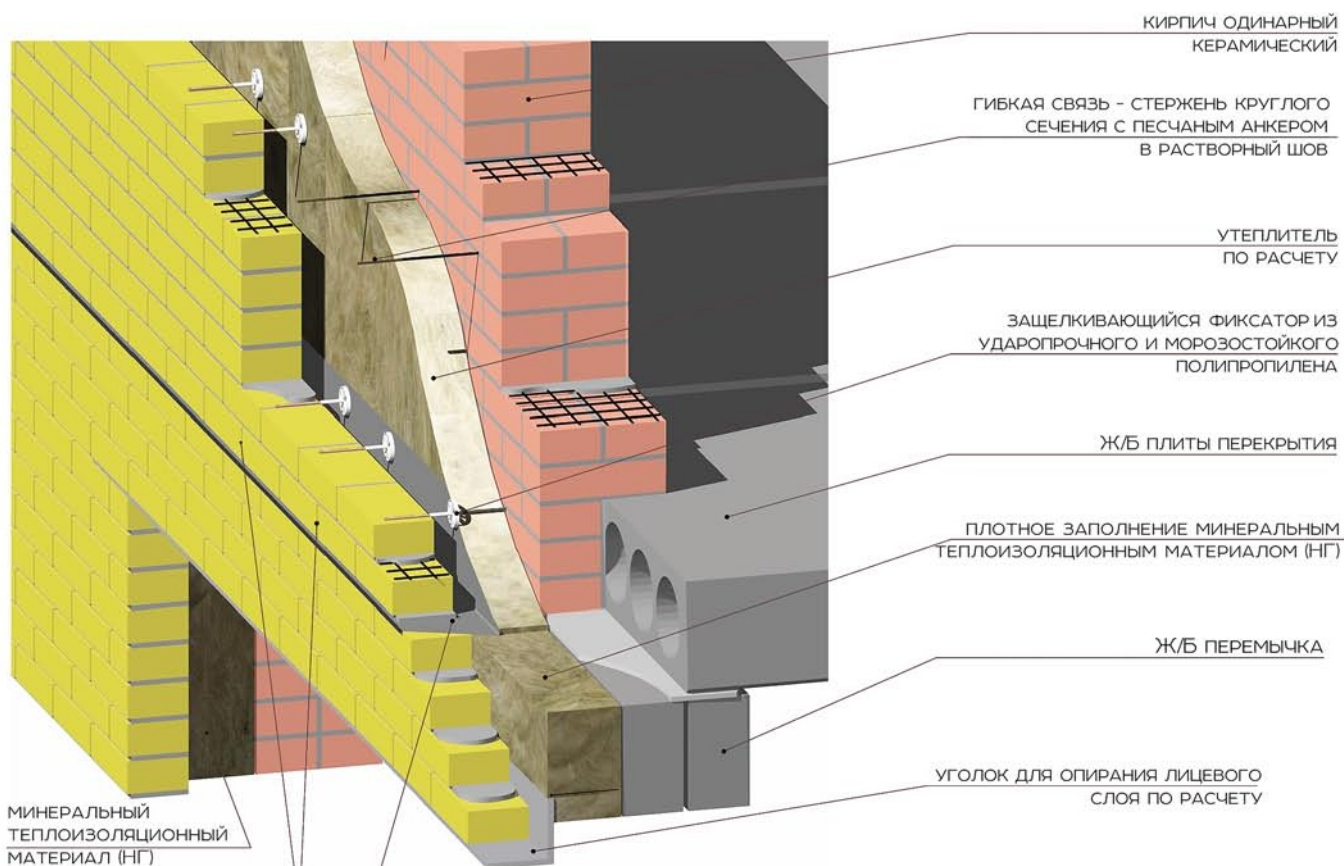 КИРПИЧ ОДИНАРНЫЙ
КЕРАМИЧЕСКИЙ
ГИБКАЯ СВЯЗЬ - СТЕРЖЕНЬ КРУГЛОГО
СЕЧЕНИЯ С ПЕСЧАНЫМ АНКЕРОМ
В РАСТВОРНЫЙ ШОВ
УТЕПЛИТЕЛЬ
ПО РАСЧЕТУ
ЗАЩЕЛКИВАЮЩИЙСЯ ФИКСАТОР ИЗ
УДАРОПРОЧНОГО И МОРОЗОСТОЙКОГО
ПОЛИПРОПИЛЕНА
Ж/Б ПЛИТЫ ПЕРЕКРЫТИЯ
ПЛОТНОЕ ЗАПОЛНЕНИЕ МИНЕРАЛЬНЫМ
ТЕПЛОИЗОЛЯЦИОННЫМ МАТЕРИАЛОМ (НГ)
Ж/Б ПЕРЕМЫЧКА
УГОЛОК ДЛЯ ОПИРАНИЯ ЛИЦЕВОГО
СЛОЯ ПО РАСЧЕТУ
МИНЕРАЛЬНЫЙ
ТЕПЛОИЗОЛЯЦИОННЫЙ
МАТЕРИАЛ (НГ)